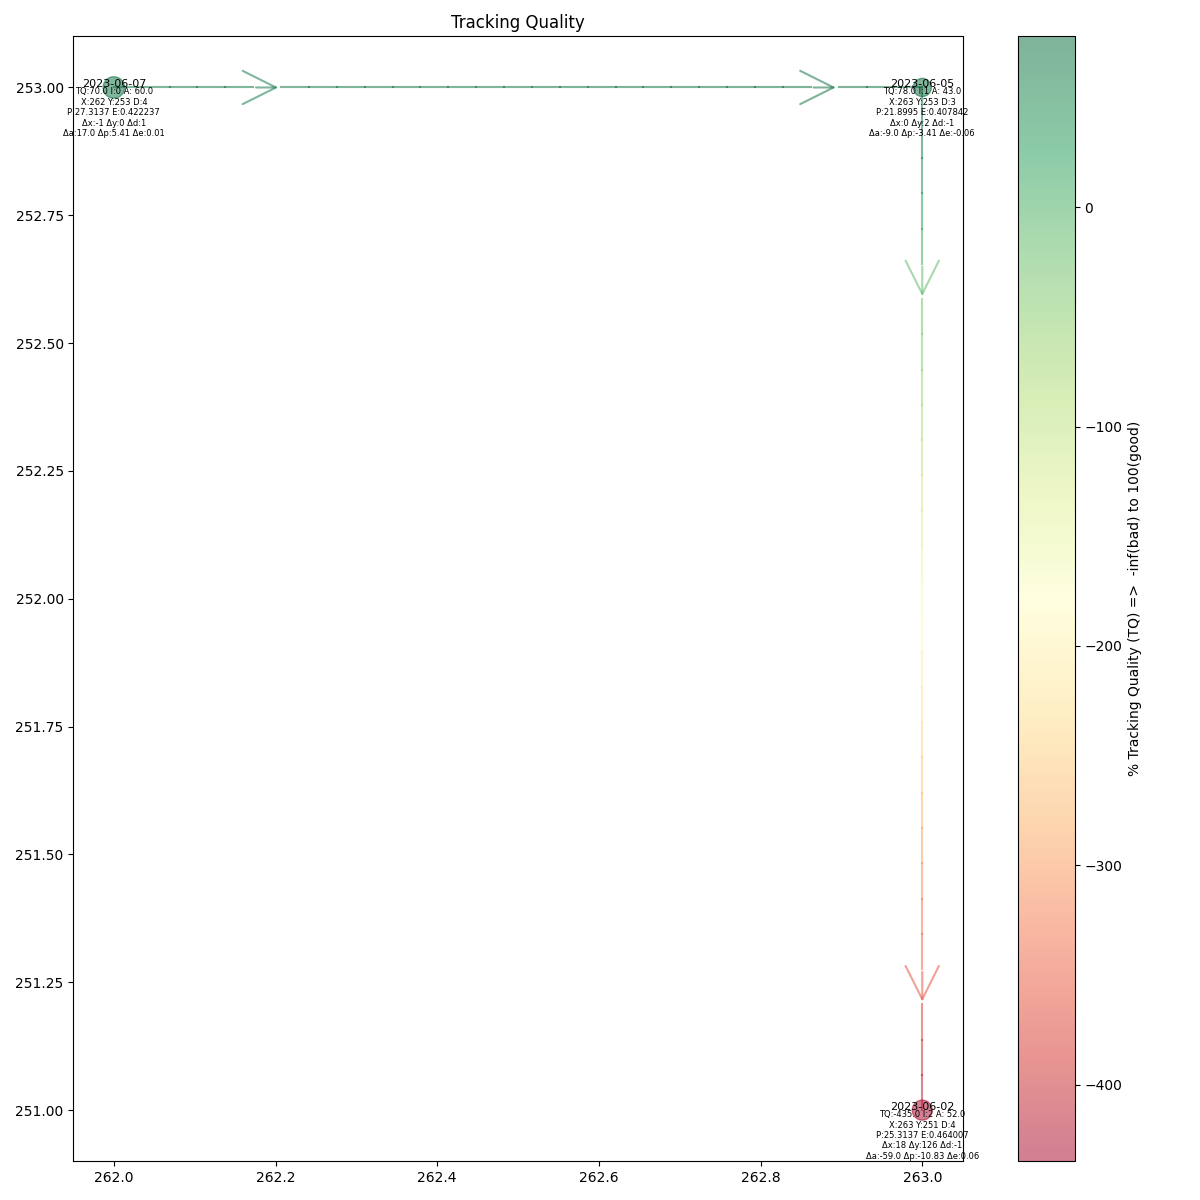 Tracking Quality
253.00
252.75
252.50
252.25
252.00
251.75
251.50
251.25
251.00
2023-06-07
TQ:70.0 I:0 A: 60.0
X:262 Y:253 D:4
P:27.3137 E:0.422237
Δx:-1 Δy:0 Δd:1
Δa:17.0 Δp:5.41 Δe:0.01
2023-06-05
TQ:78.0 I:1 A: 43.0
X:263 Y:253 D:3
P:21.8995 E:0.407842
Δx:0 Δy:2 Δd:-1
Δa:-9.0 Δp:-3.41 Δe:-0.06
2023-06-02
TQ:-435.0 I:2 A: 52.0
X:263 Y:251 D:4
P:25.3137 E:0.464007
Δx:18 Δy:126 Δd:-1
Δa:-59.0 Δp:-10.83 Δe:0.06
262.0 262.2 262.4 262.6 262.8 263.0
0
−100
−200
−300
−400
% Tracking Quality (TQ) => -inf(bad) to 100(good)